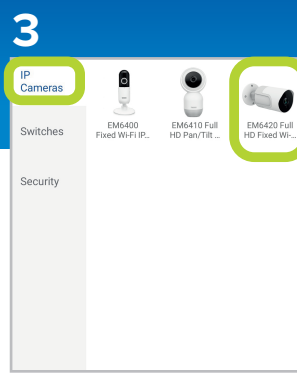 3
IP
Cameras
Switches
Security
EM6400
Fixed Wi-Fi IP...
EM6410 Full
HD Pan/Tilt ...
EM6420 Full
HD Fixed Wi-...